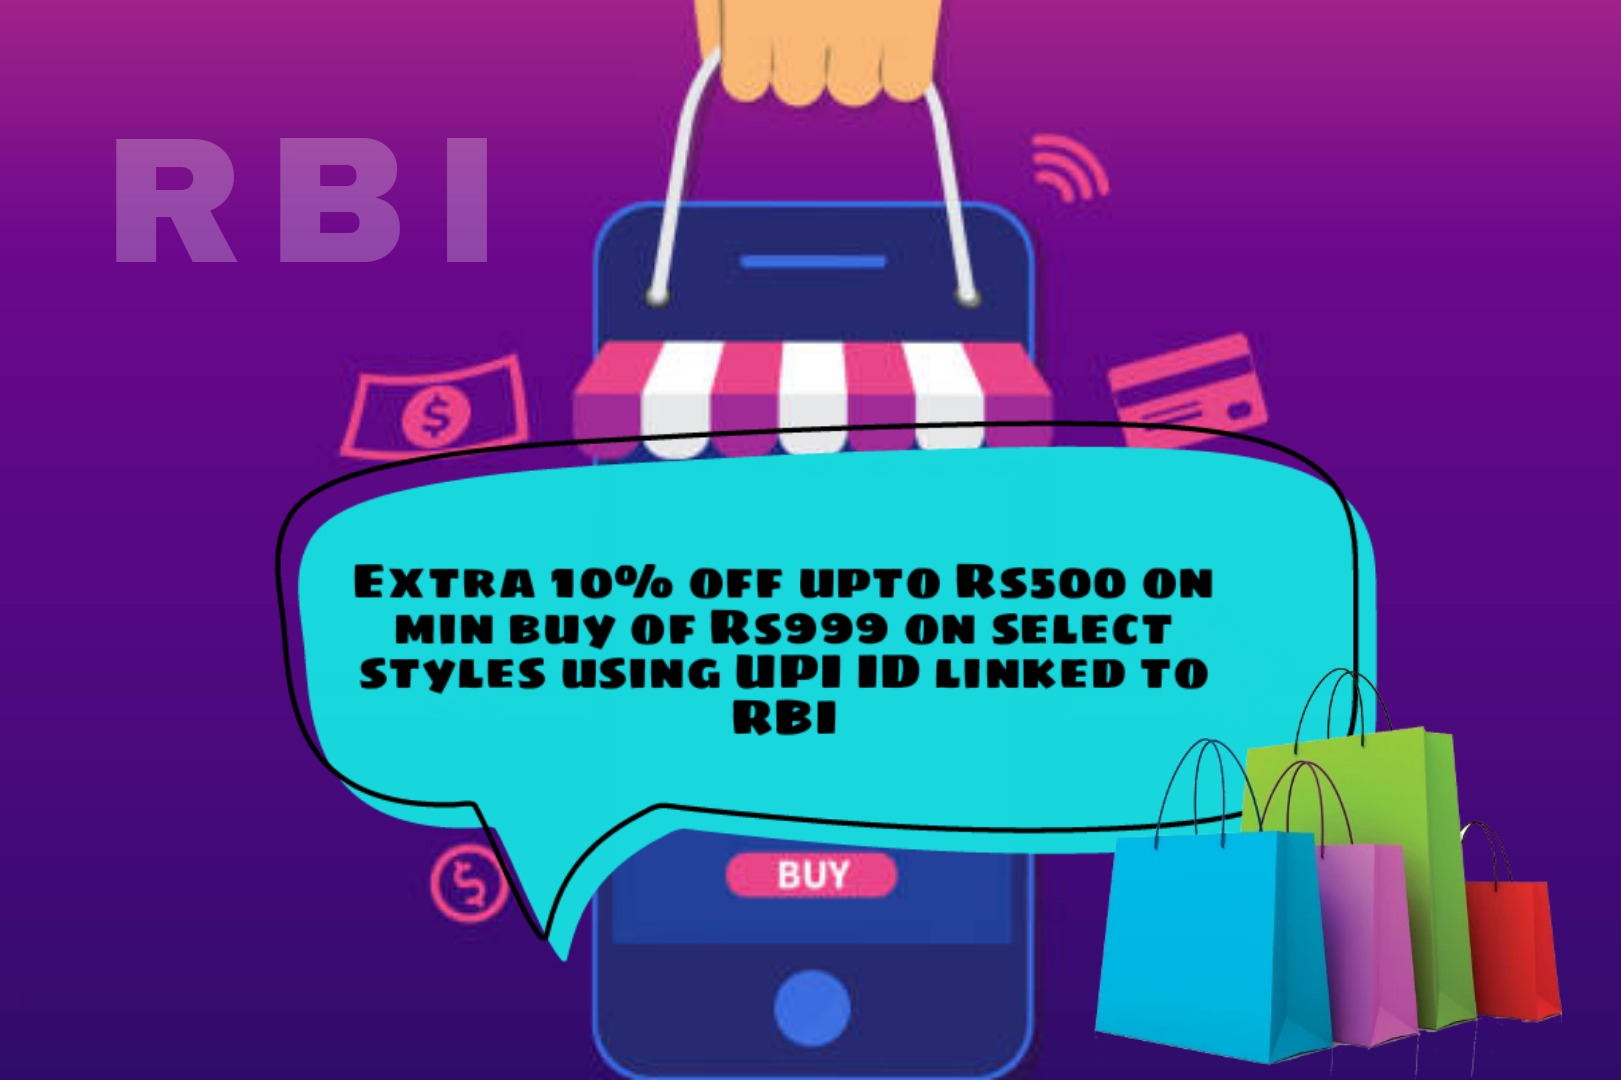 RBI
Extra 10% off upto Rs500 on
min buy of Rs999 on select
styles using UPI ID linked to
RBI
BUY